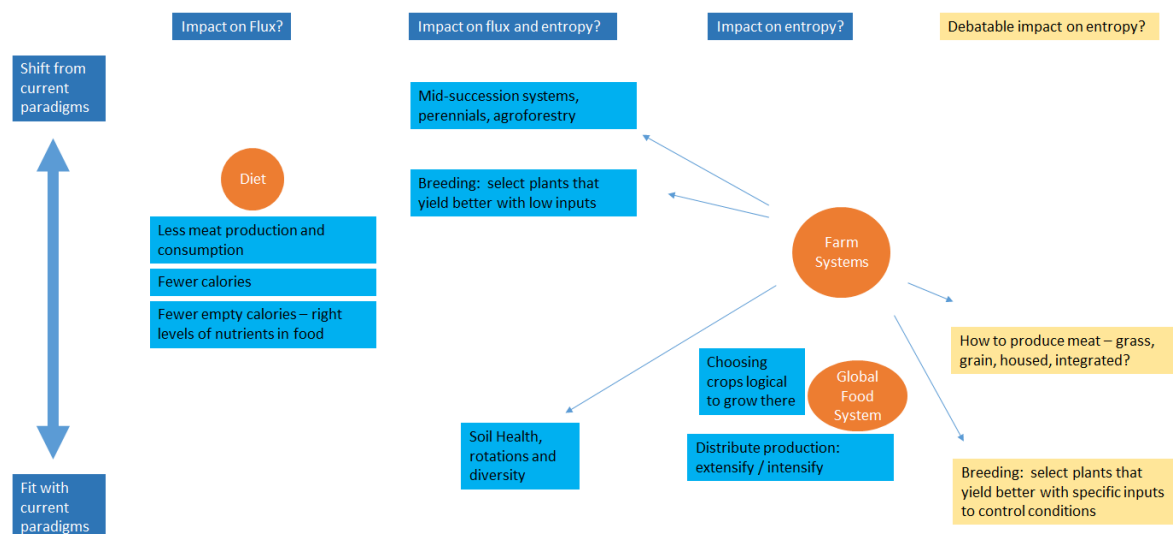 Impact on Flux?
Impact on flux and entropy?
Impact on entropy?
Debatable impact on entropy?
Shift from
current
paradigms
Mid-succession systems,
perennials, agroforestry
Diet
Breeding:  select plants that
yield better with low inputs
Less meat production and
consumption
Fewer calories
Fewer empty calories – right
levels of nutrients in food
Farm
Systems
How to produce meat – grass,
grain, housed, integrated?
Choosing
crops logical
to grow there
Global
Food
System
Soil Health,
rotations and
diversity
Distribute production:
extensify / intensify
Breeding:  select plants that
yield better with specific inputs
to control conditions
Fit with
current
paradigms